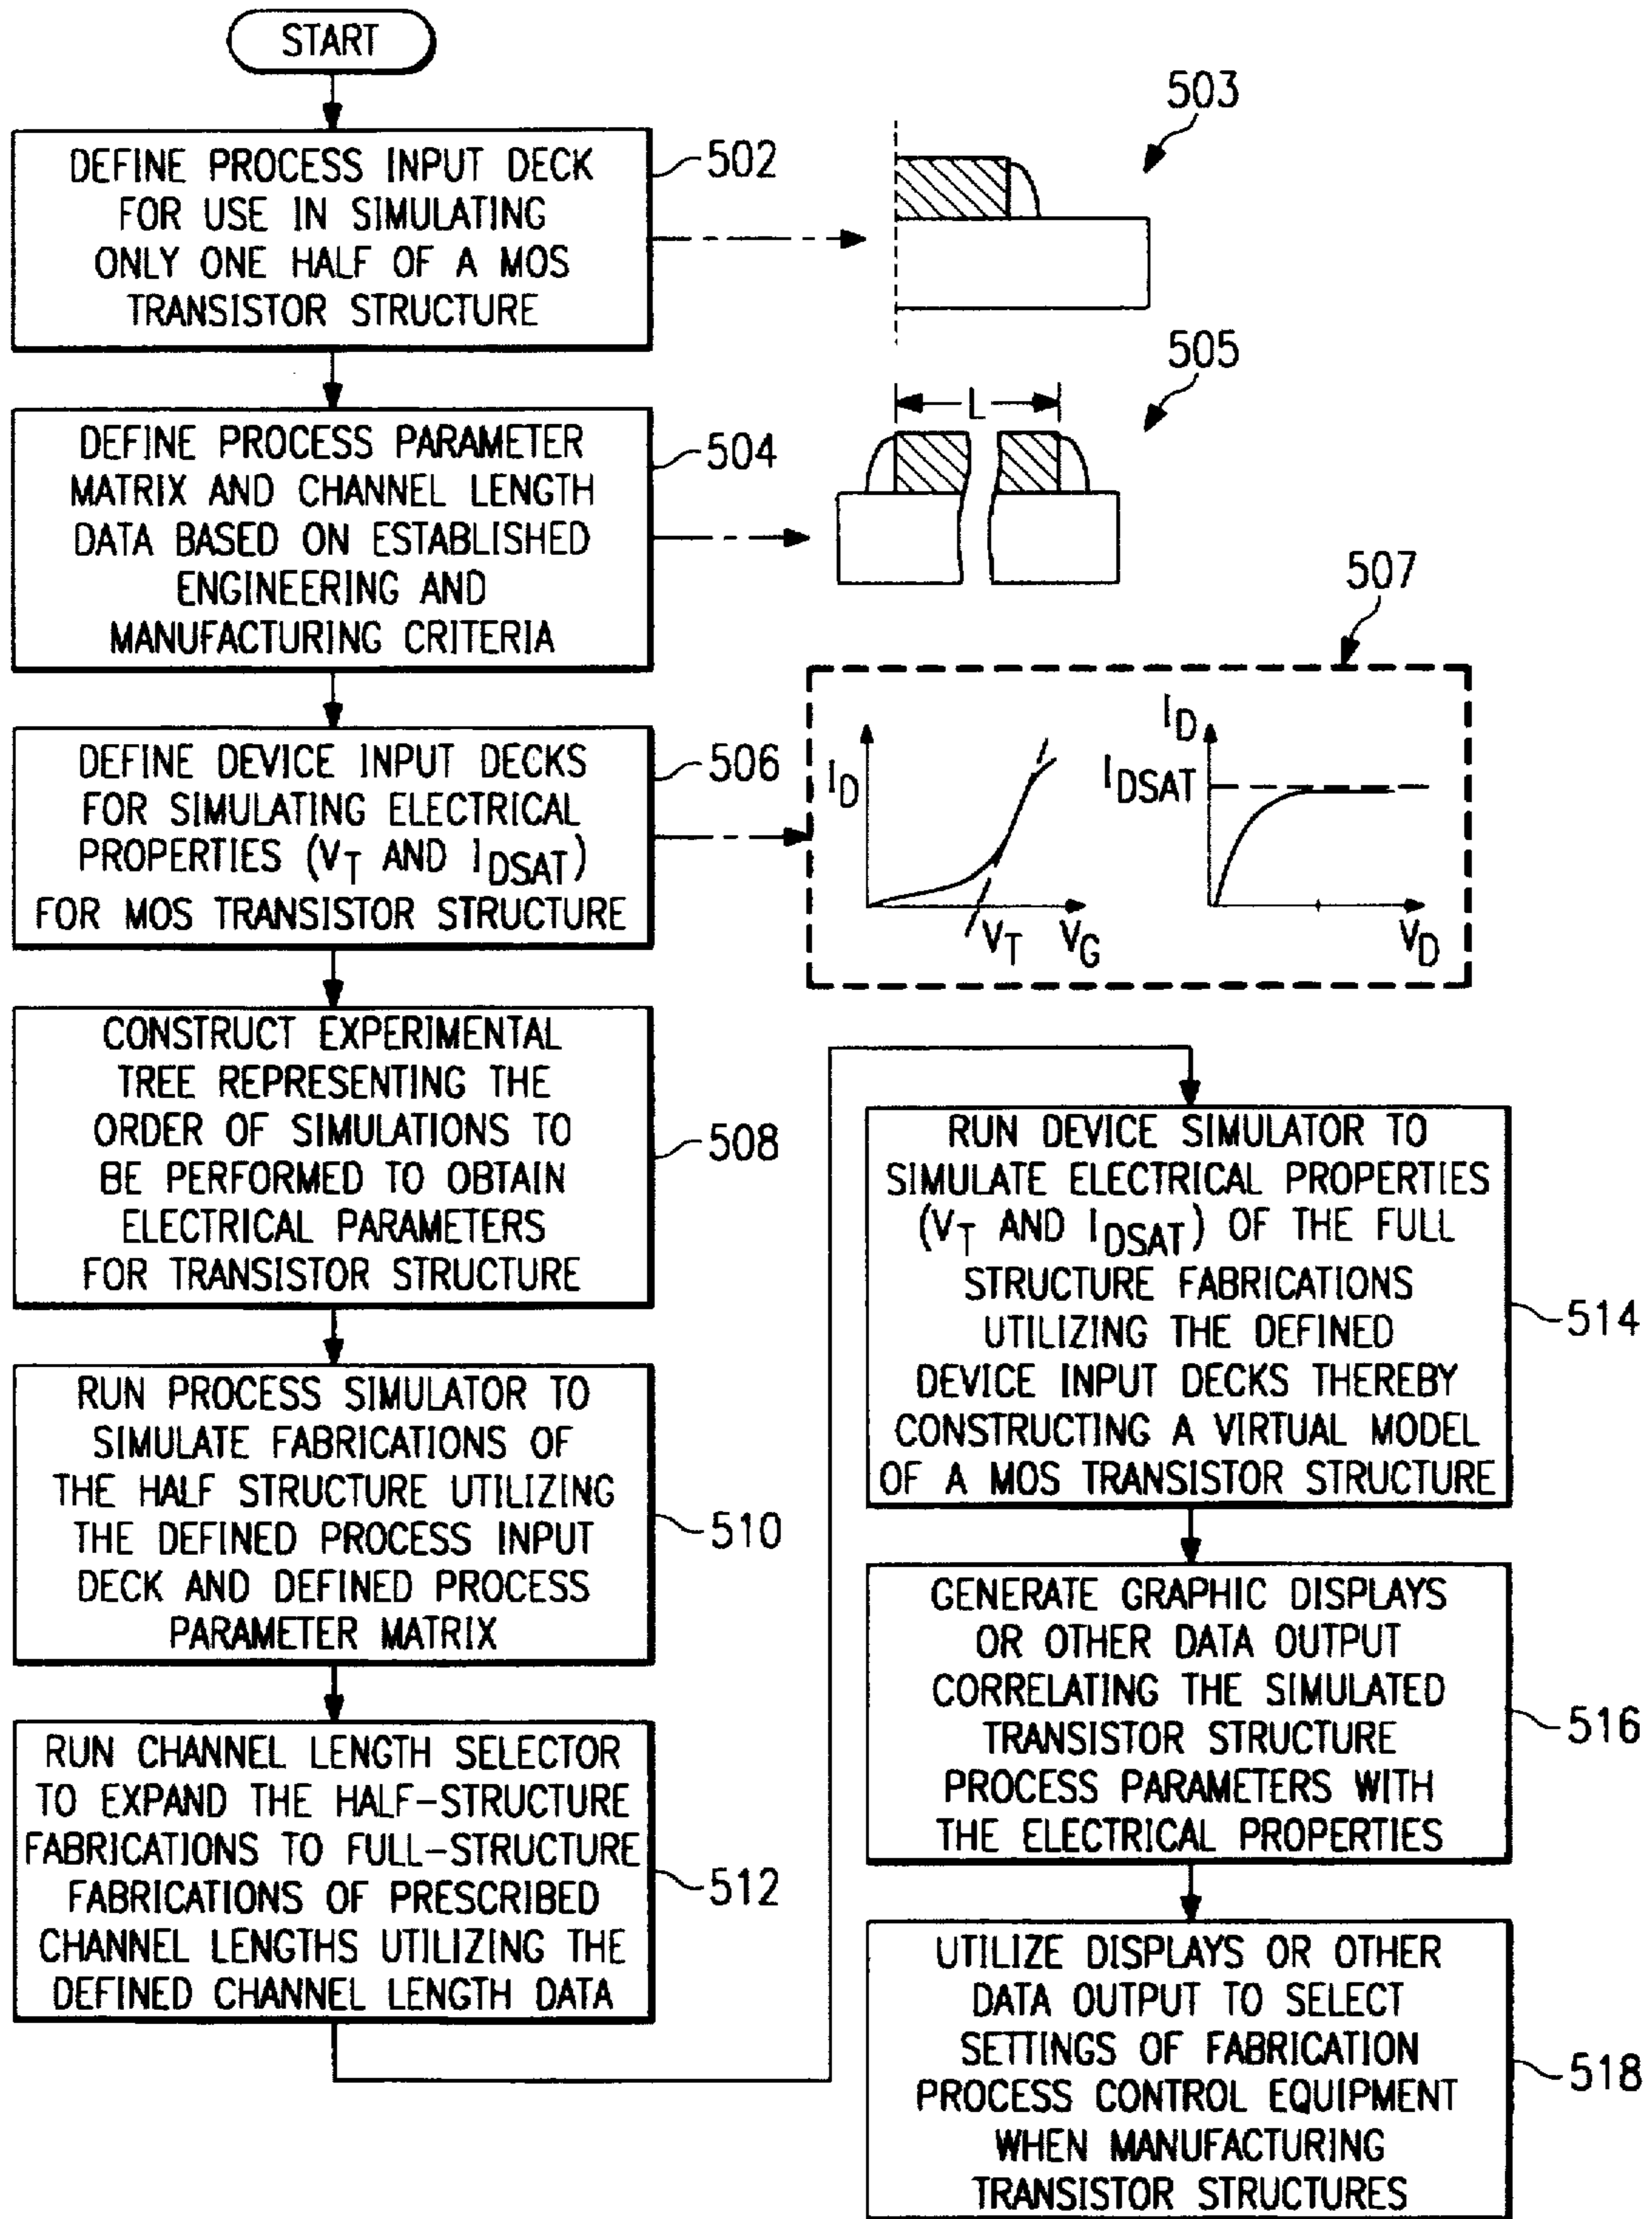 START
DEFINE PROCESS INPUT DECK
FOR USE IN SIMULATING
ONLY ONE HALF OF A MOS
TRANSISTOR STRUCTURE
502
503
DEFINE PROCESS PARAMETER
MATRIX AND CHANNEL LENGTH
DATA BASED ON ESTABLISHED
ENGINEERING AND
MANUFACTURING CRITERIA
504
L
505
DEFINE DEVICE INPUT DECKS
FOR SIMULATING ELECTRICAL
PROPERTIES (VT AND IDSAT)
FOR MOS TRANSISTOR STRUCTURE
506
507
ID
VT
VG
ID
IDSAT
VD
CONSTRUCT EXPERIMENTAL
TREE REPRESENTING THE
ORDER OF SIMULATIONS TO
BE PERFORMED TO OBTAIN
ELECTRICAL PARAMETERS
FOR TRANSISTOR STRUCTURE
508
RUN PROCESS SIMULATOR TO
SIMULATE FABRICATIONS OF
THE HALF STRUCTURE UTILIZING
THE DEFINED PROCESS INPUT
DECK AND DEFINED PROCESS
PARAMETER MATRIX
510
RUN CHANNEL LENGTH SELECTOR
TO EXPAND THE HALF-STRUCTURE
FABRICATIONS TO FULL-STRUCTURE
FABRICATIONS OF PRESCRIBED
CHANNEL LENGTHS UTILIZING THE
DEFINED CHANNEL LENGTH DATA
512
RUN DEVICE SIMULATOR TO
SIMULATE ELECTRICAL PROPERTIES
(VT AND IDSAT) OF THE FULL
STRUCTURE FABRICATIONS
UTILIZING THE DEFINED
DEVICE INPUT DECKS THEREBY
CONSTRUCTING A VIRTUAL MODEL
OF A MOS TRANSISTOR STRUCTURE
514
GENERATE GRAPHIC DISPLAYS
OR OTHER DATA OUTPUT
CORRELATING THE SIMULATED
TRANSISTOR STRUCTURE
PROCESS PARAMETERS WITH
THE ELECTRICAL PROPERTIES
516
UTILIZE DISPLAYS OR OTHER
DATA OUTPUT TO SELECT
SETTINGS OF FABRICATION
PROCESS CONTROL EQUIPMENT
WHEN MANUFACTURING
TRANSISTOR STRUCTURES
518